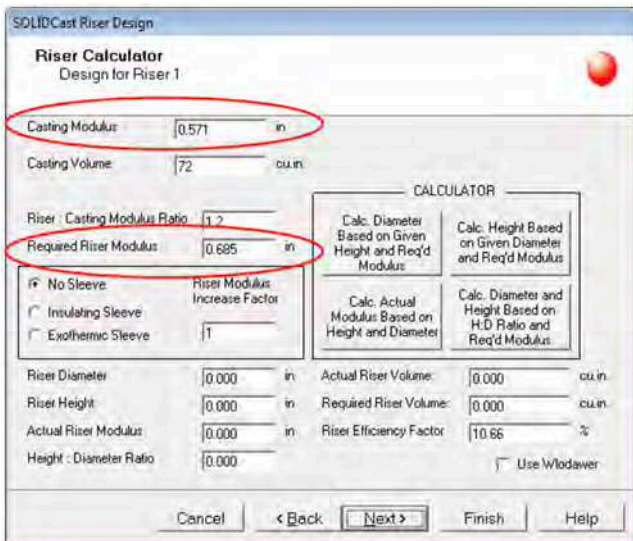 SOLIDCast Riser Design
Riser Calculator
Design for Riser 1
Casting Modulus 0.571 in
Casting Volume 72 cu.in.
Riser : Casting Modulus Ratio 1.2
Required Riser Modulus 0.685 in
No Sleeve
Insulating Sleeve
Exothermic Sleeve
Riser Modulus
Increase Factor
1
CALCULATOR
Calc. Diameter
Based on Given
Height and Req'd
Modulus
Calc. Height Based
on Given Diameter
and Req'd Modulus
Calc. Actual
Modulus Based on
Height and Diameter
Calc. Diameter and
Height Based on
H:D Ratio and
Req'd Modulus
Riser Diameter 0.000 in
Riser Height 0.000 in
Actual Riser Modulus 0.000 in
Height : Diameter Ratio 0.000
Actual Riser Volume: 0.000 cu.in.
Required Riser Volume: 0.000 cu.in.
Riser Efficiency Factor 10.66 %
Use Wlodawer
Cancel < Back Next > Finish Help